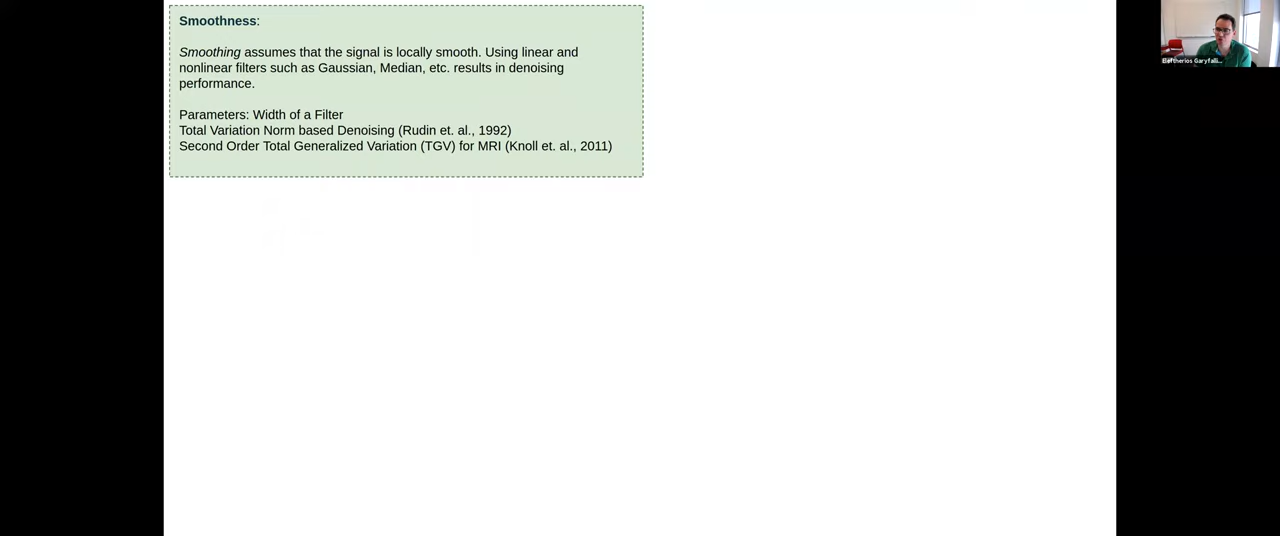 Smoothness:
Smoothing assumes that the signal is locally smooth. Using linear and
nonlinear filters such as Gaussian, Median, etc. results in denoising
performance.
Parameters: Width of a Filter
Total Variation Norm based Denoising (Rudin et. al., 1992)
Second Order Total Generalized Variation (TGV) for MRI (Knoll et. al., 2011)
Eleftherios Garyfalli...